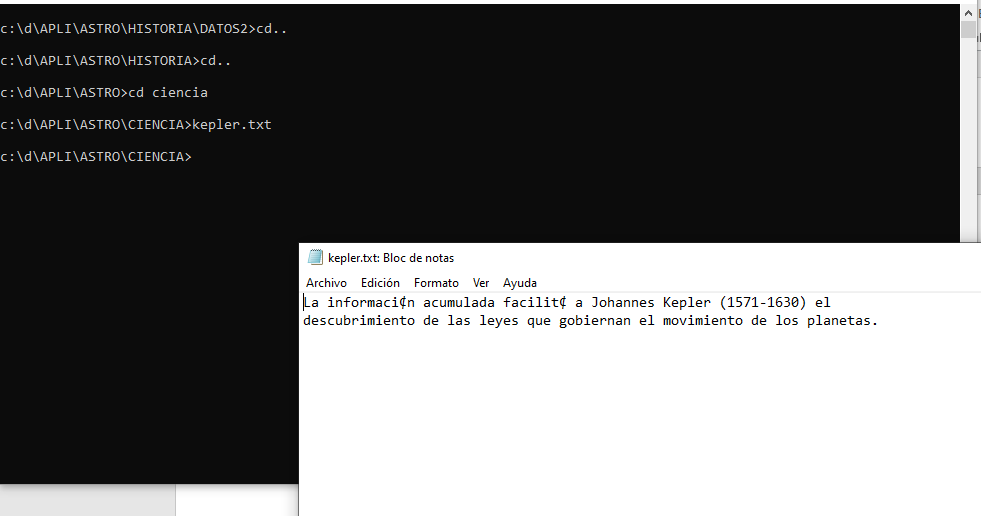 c:\d\APLI\ASTRO\HISTORIA\DATOS2>cd..
c:\d\APLI\ASTRO\HISTORIA>cd..
c:\d\APLI\ASTRO>cd ciencia
c:\d\APLI\ASTRO\CIENCIA>kepler.txt
c:\d\APLI\ASTRO\CIENCIA>
kepler.txt: Bloc de notas
Archivo Edición Formato Ver Ayuda
La informaci¢n acumulada facilit¢ a Johannes Kepler (1571-1630) el
descubrimiento de las leyes que gobiernan el movimiento de los planetas.